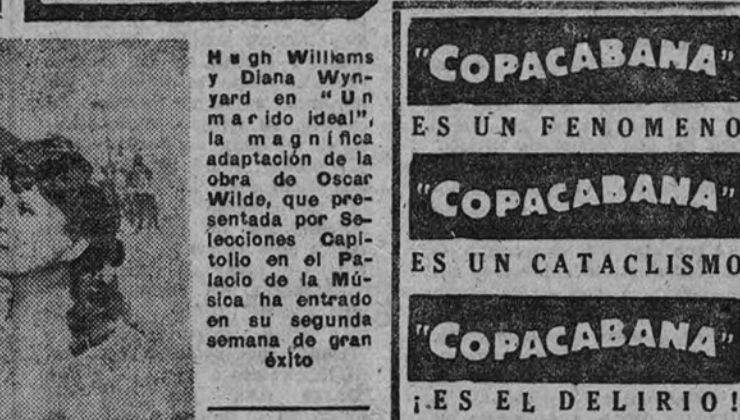 Hugh Williams
y Diana Wyn-
yard en "Un
marido ideal",
la magnífica
adaptación de la
obra de Oscar
Wilde, que pre-
sentada por Se-
lecciones Capi-
tolio en el Pa-
lacio de la Mú-
sica ha entrado
en su segunda
semana de gran
éxito
"COPACABANA"
ES UN FENOMENO
"COPACABANA"
ES UN CATACLISMO
"COPACABANA"
¡ES EL DELIRIO!